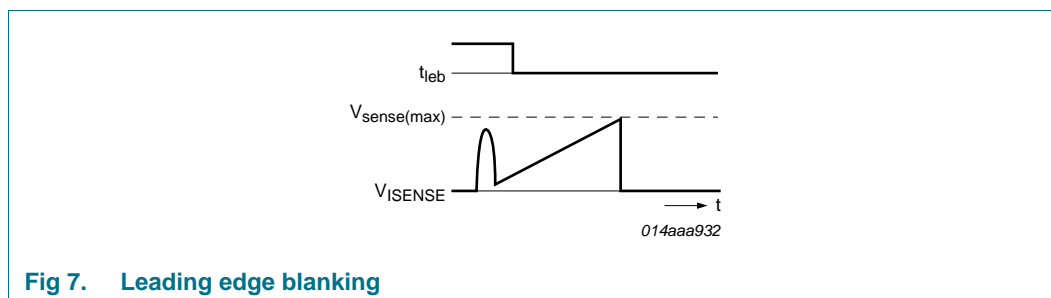 tleb
Vsense(max)
VISENSE
t
014aaa932
Fig 7. Leading edge blanking